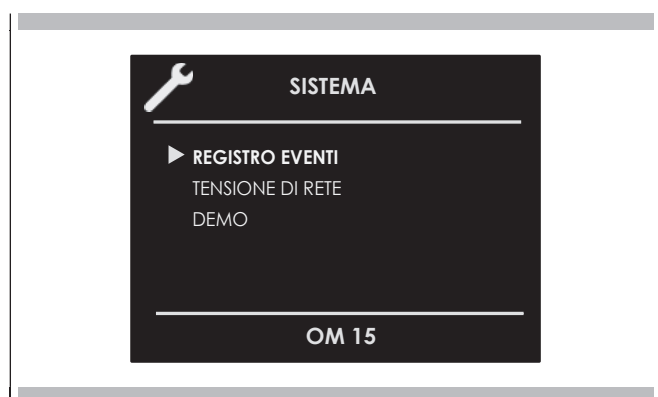 SISTEMA
REGISTRO EVENTI
TENSIONE DI RETE
DEMO
OM 15